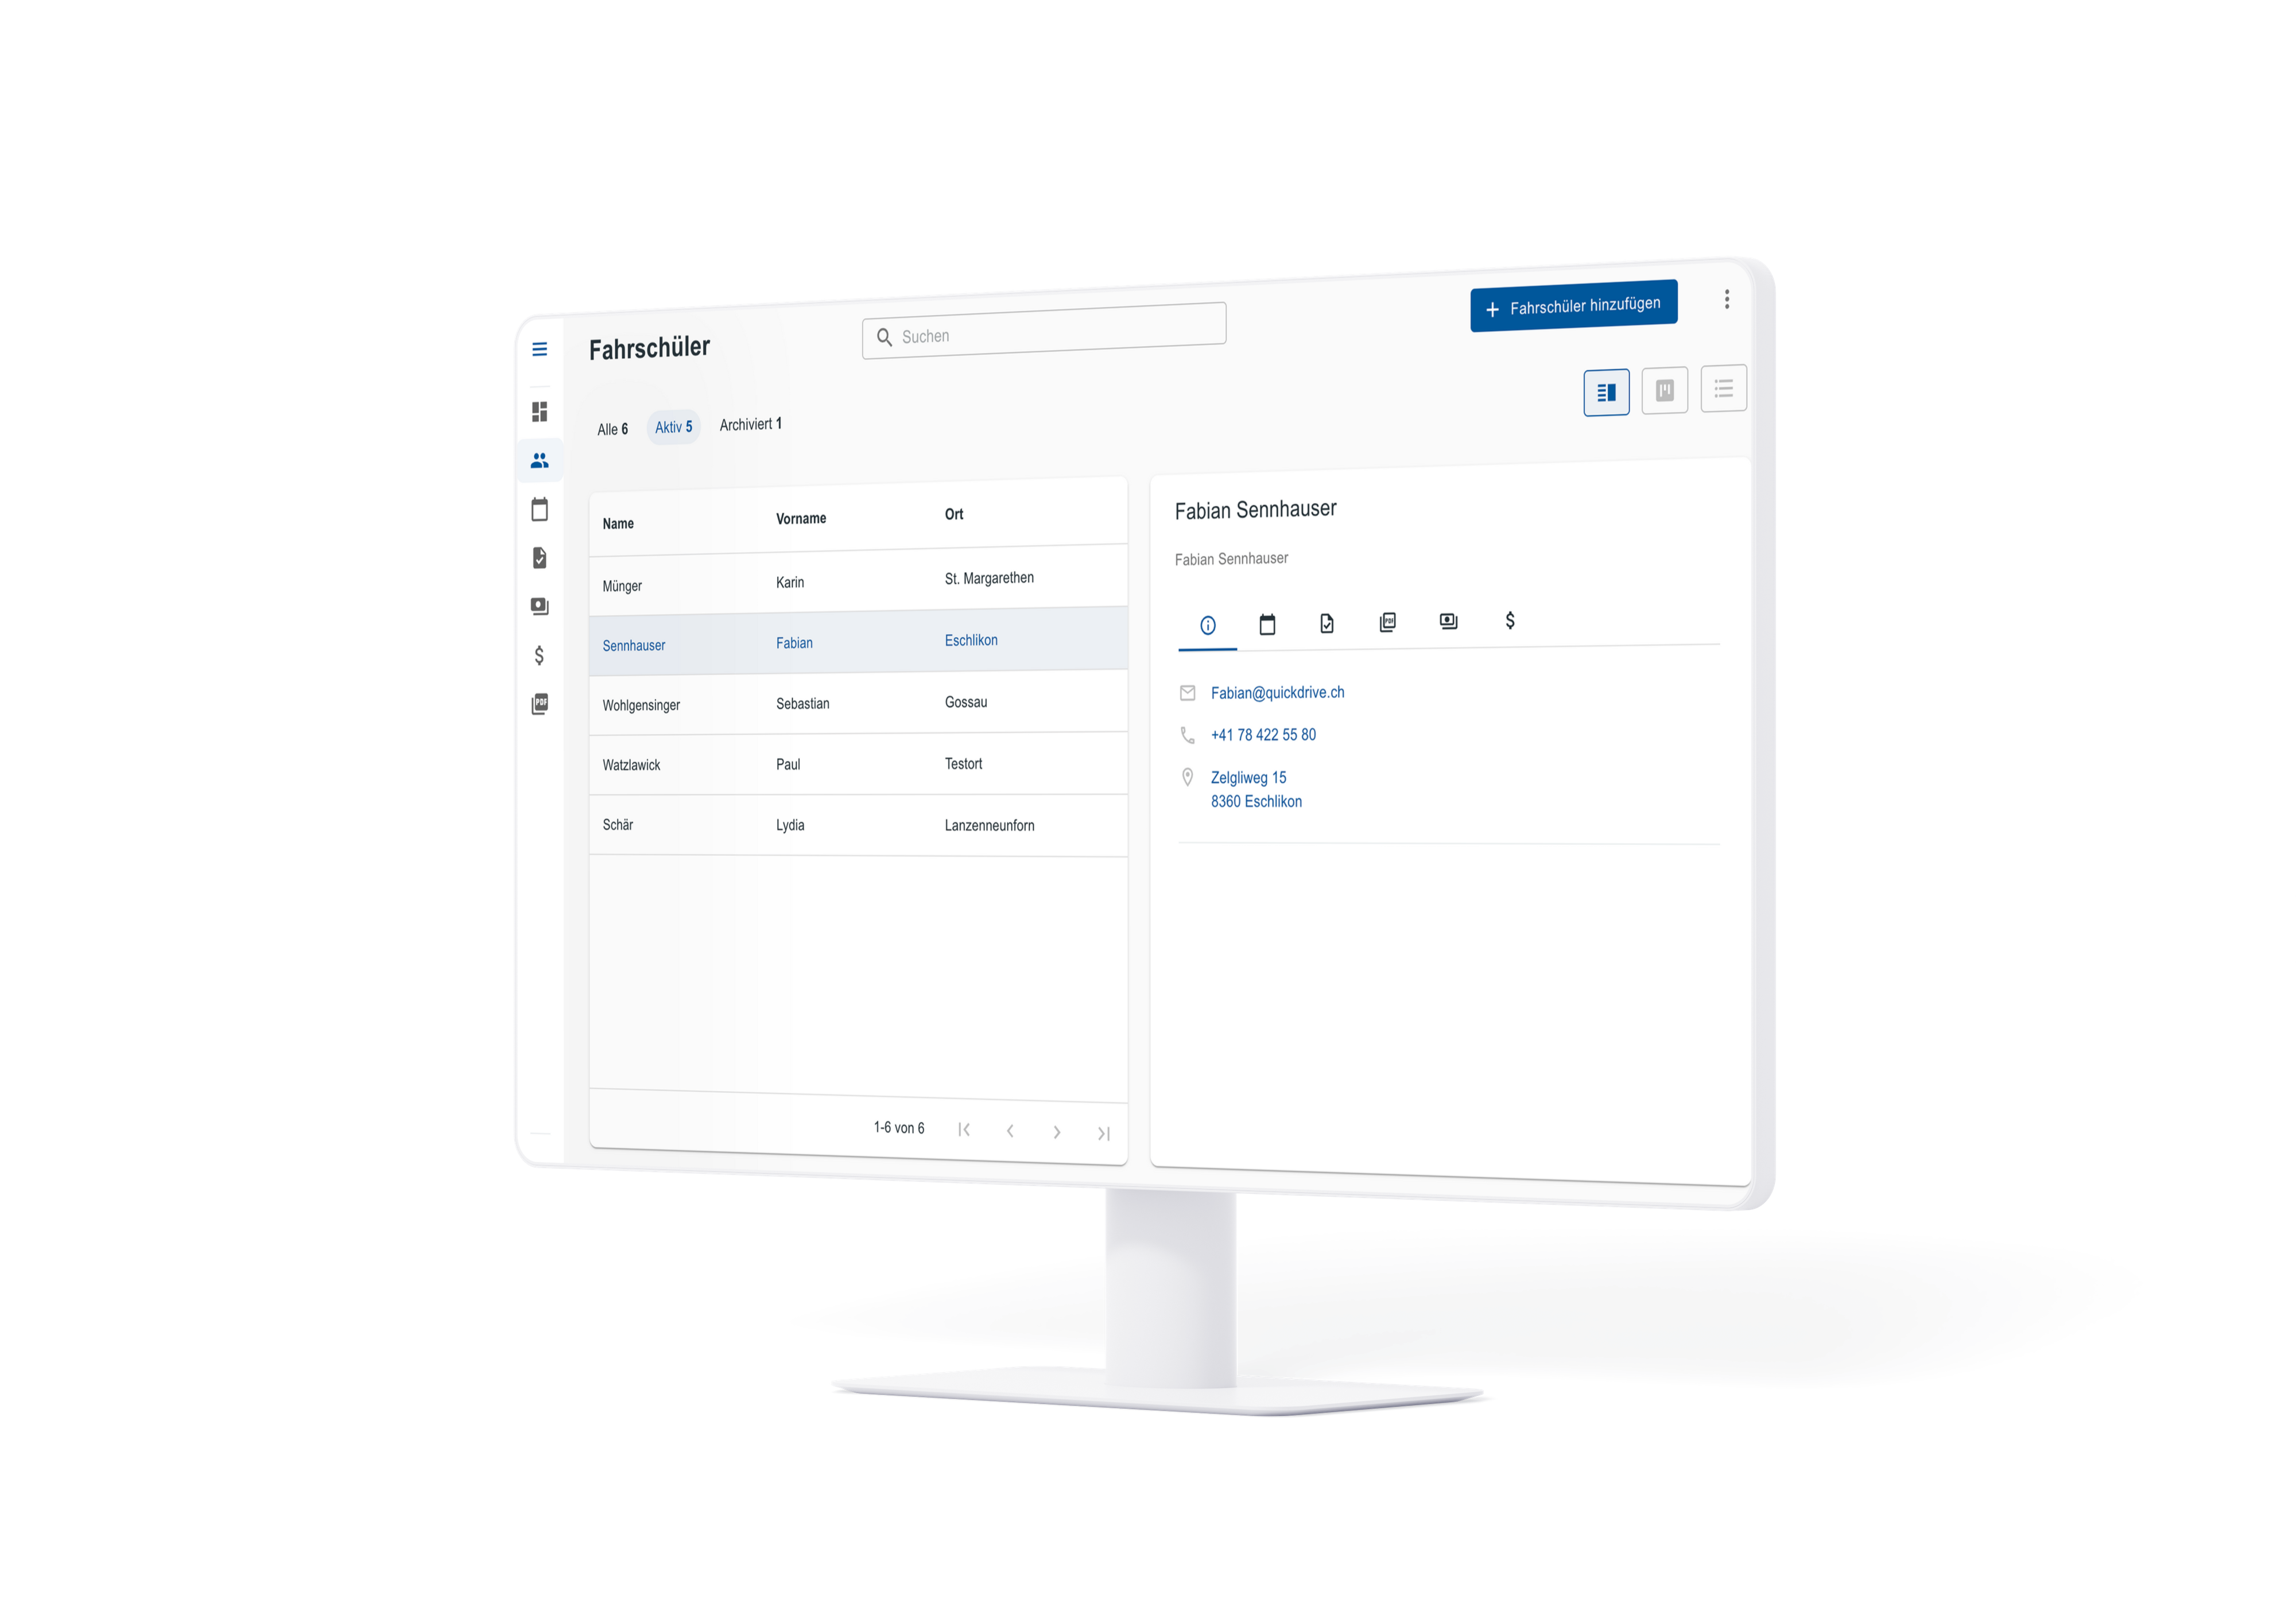 Fahrschüler
Suchen
Fahrschüler hinzufügen
Alle 6 Aktiv 5 Archiviert 1
Name Vorname Ort
Münger Karin St. Margarethen
Sennhauser Fabian Eschlikon
Wohlgensinger Sebastian Gossau
Watzlawick Paul Testort
Schär Lydia Lanzenneunforn
1-6 von 6
Fabian Sennhauser
Fabian Sennhauser
PDF
Fabian@quickdrive.ch
+41 78 422 55 80
Zelgliweg 15
8360 Eschlikon
PDF